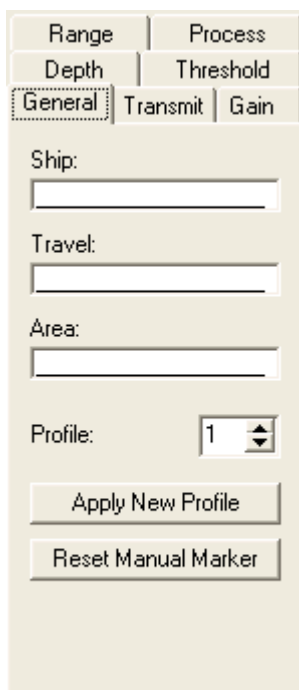 Range Process
Depth Threshold
General Transmit Gain
Ship:
Travel:
Area:
Profile: 1
Apply New Profile
Reset Manual Marker